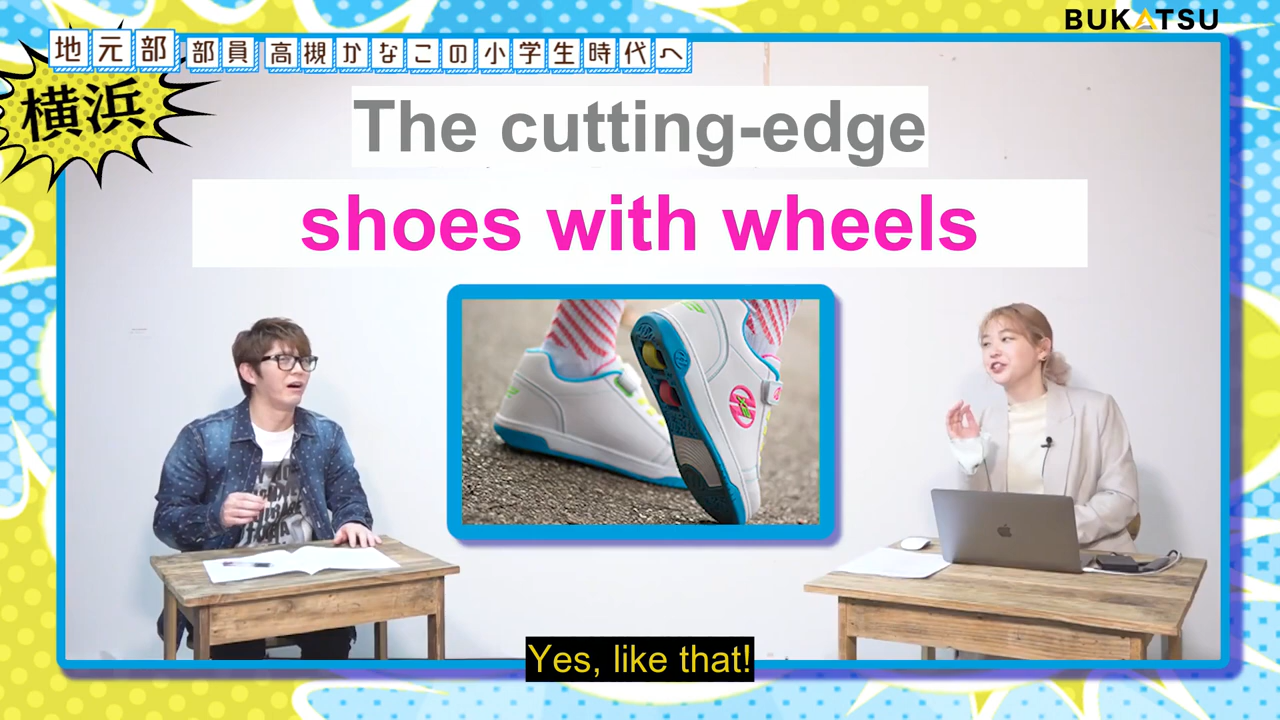 BUKATSU
地元部 部員 高槻かなこの小学生時代へ
横浜
The cutting-edge
shoes with wheels
Yes, like that!